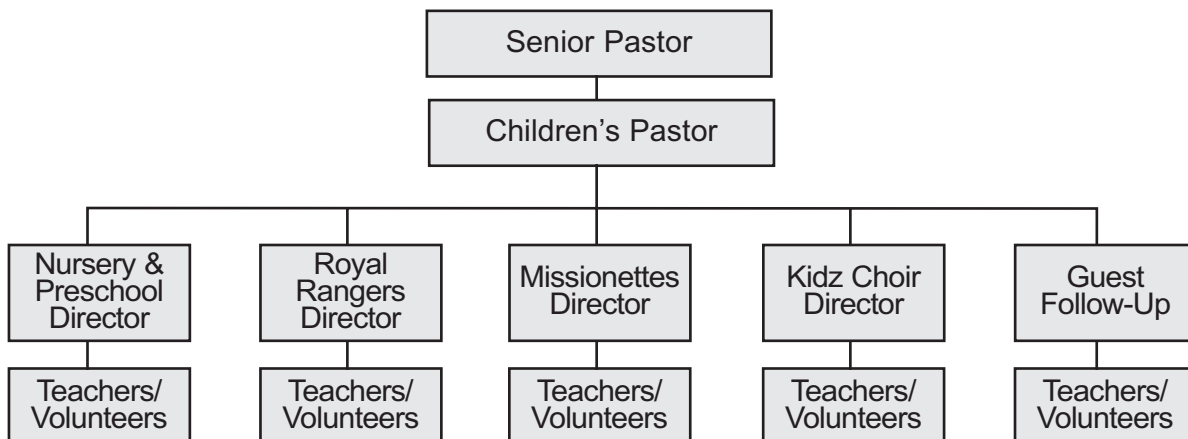 Senior Pastor
Children’s Pastor
Nursery &
Preschool
Director
Royal
Rangers
Director
Missionettes
Director
Kidz Choir
Director
Guest
Follow-Up
Teachers/
Volunteers
Teachers/
Volunteers
Teachers/
Volunteers
Teachers/
Volunteers
Teachers/
Volunteers